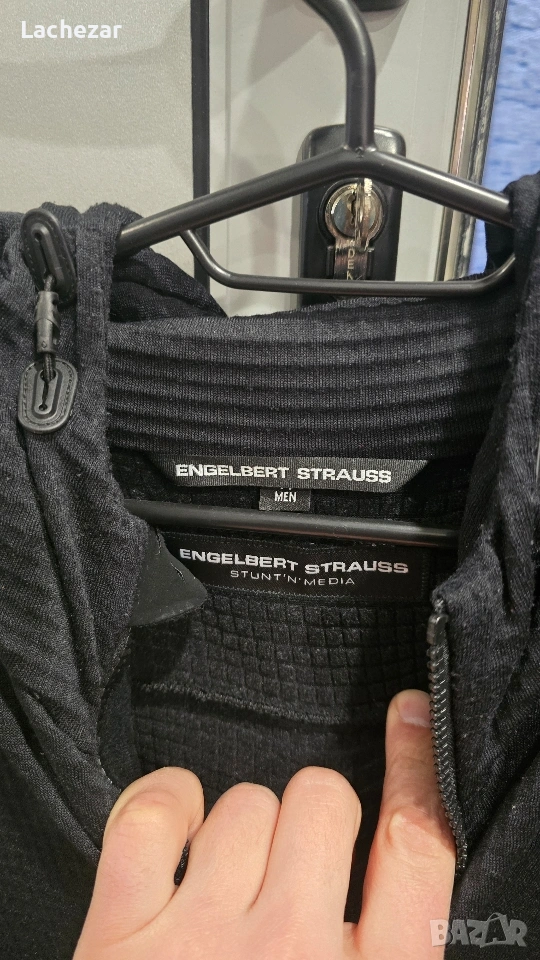 Lachezar
ENGELBERT STRAUSS
MEN
ENGELBERT STRAUSS
STUNT'N'MEDIA
BAZAR